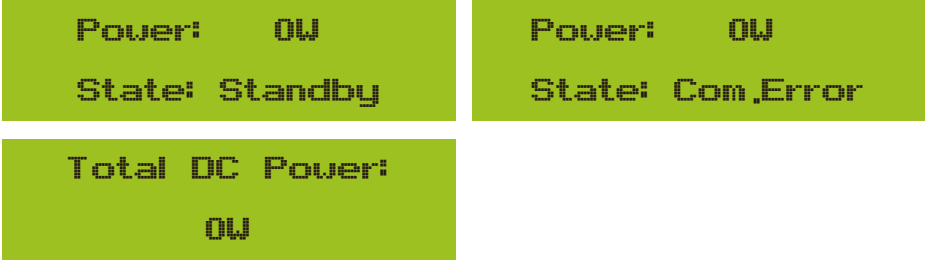 Power: 0W
State: Standby
Power: 0W
State: Com.Error
Total DC Power:
0W